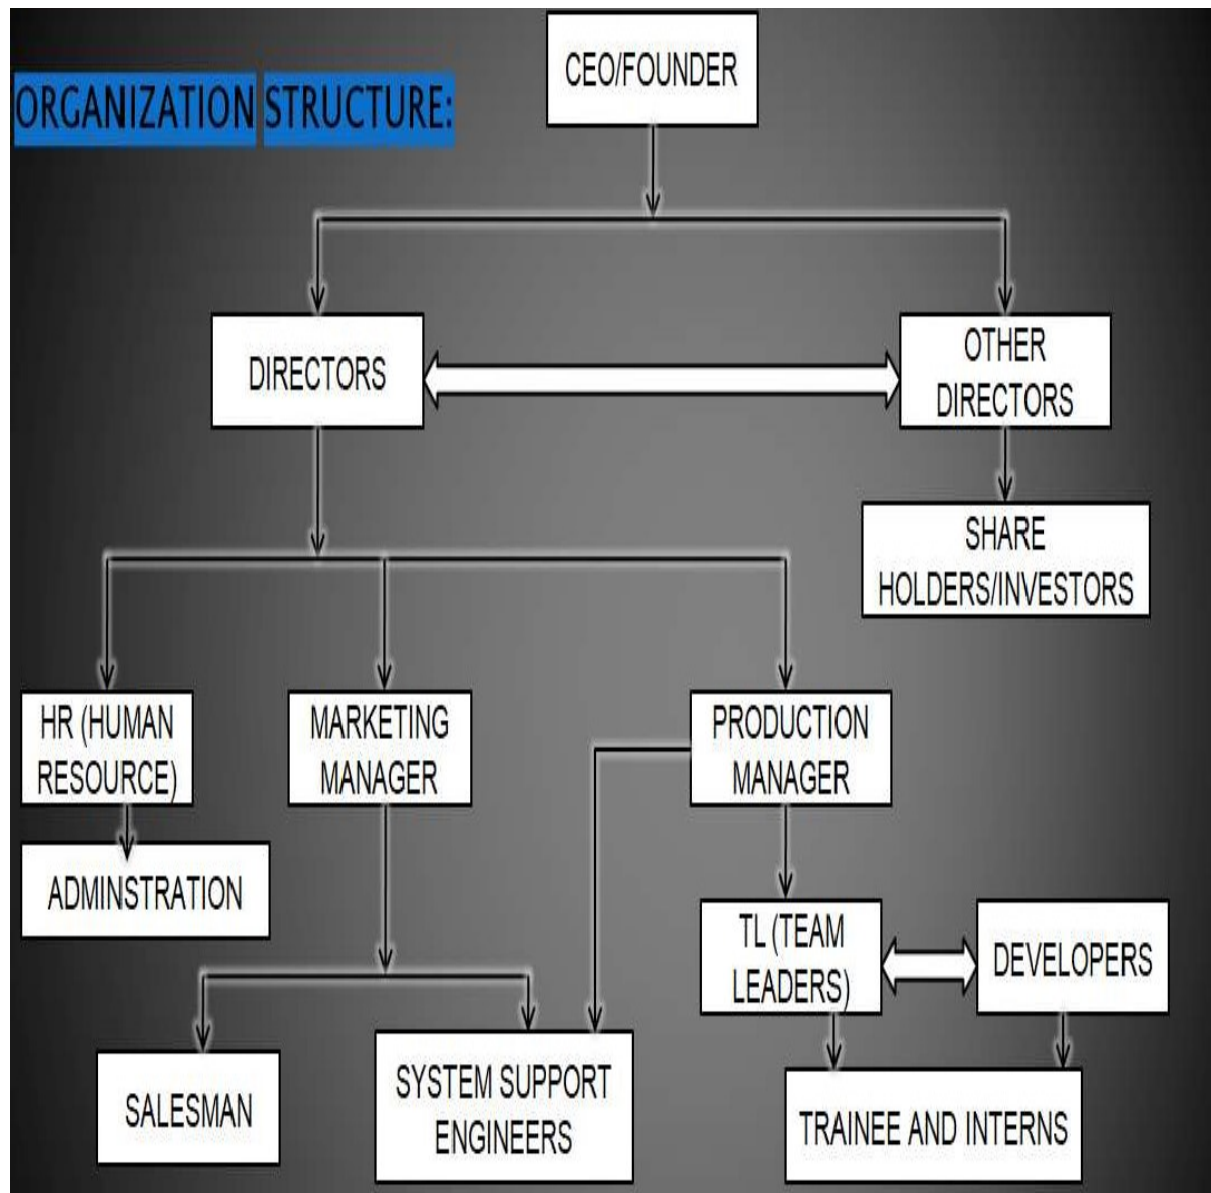 CEO/FOUNDER
ORGANIZATION STRUCTURE:
DIRECTORS
OTHER
DIRECTORS
SHARE
HOLDERS/INVESTORS
HR (HUMAN
RESOURCE)
MARKETING
MANAGER
PRODUCTION
MANAGER
ADMINSTRATION
TL (TEAM
LEADERS)
DEVELOPERS
SALESMAN
SYSTEM SUPPORT
ENGINEERS
TRAINEE AND INTERNS